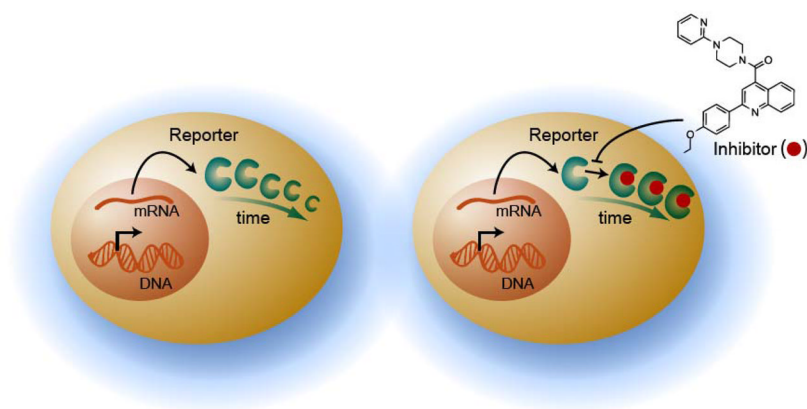 Reporter
mRNA
time
DNA
Reporter
mRNA
time
DNA
N
N
N
O
N
O
Inhibitor ( )